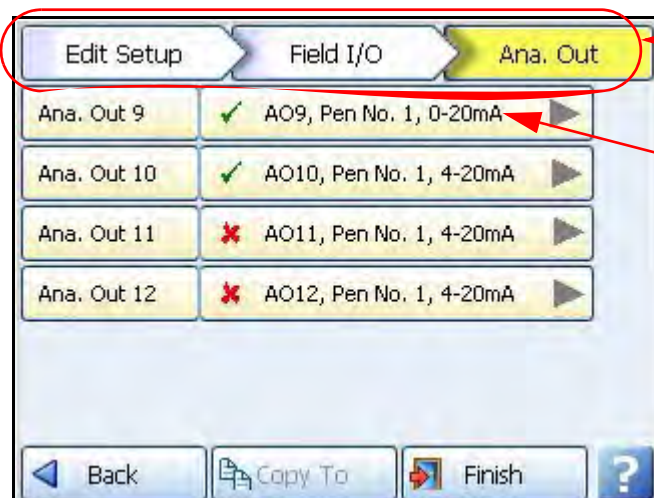 Edit Setup Field I/O Ana. Out
Ana. Out 9 AO9, Pen No. 1, 0-20mA
Ana. Out 10 AO10, Pen No. 1, 4-20mA
Ana. Out 11 AO11, Pen No. 1, 4-20mA
Ana. Out 12 AO12, Pen No. 1, 4-20mA
Back Copy To Finish ?